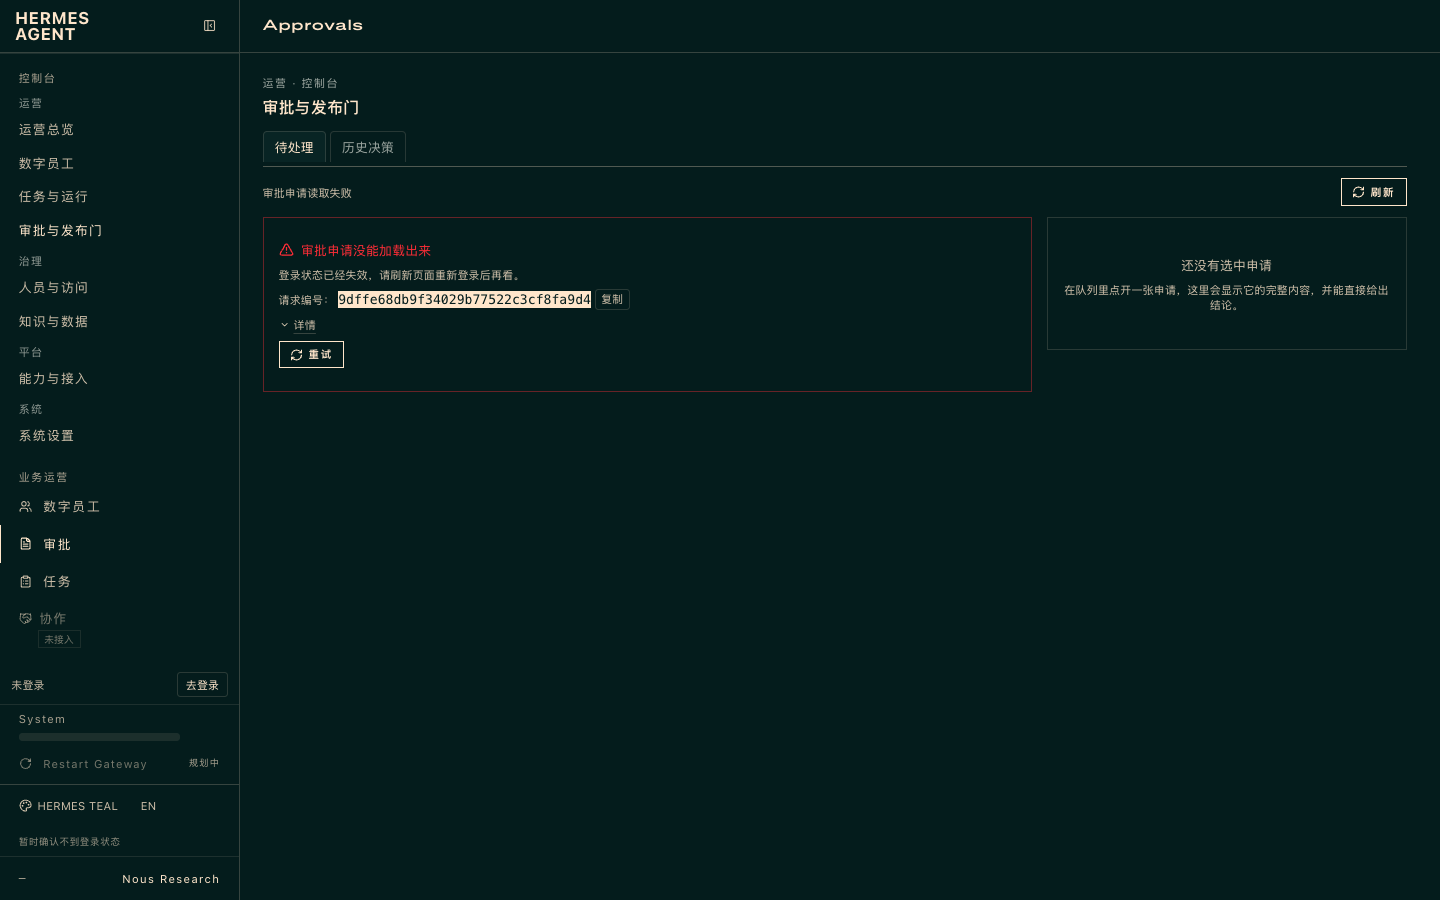 HERMES
AGENT
控制台
运营
运营总览
数字员工
任务与运行
审批与发布门
治理
人员与访问
知识与数据
平台
能力与接入
系统
系统设置
业务运营
数字员工
审批
任务
协作
未接入
未登录
去登录
System
Restart Gateway
规划中
HERMES TEAL
EN
暂时确认不到登录状态
—
Nous Research
Approvals
运营 · 控制台
审批与发布门
待处理
历史决策
审批申请读取失败
刷新
审批申请没能加载出来
登录状态已经失效，请刷新页面重新登录后再看。
请求编号： 9dffe68db9f34029b77522c3cf8fa9d4 复制
详情
重试
还没有选中申请
在队列里点开一张申请，这里会显示它的完整内容，并能直接给出
结论。